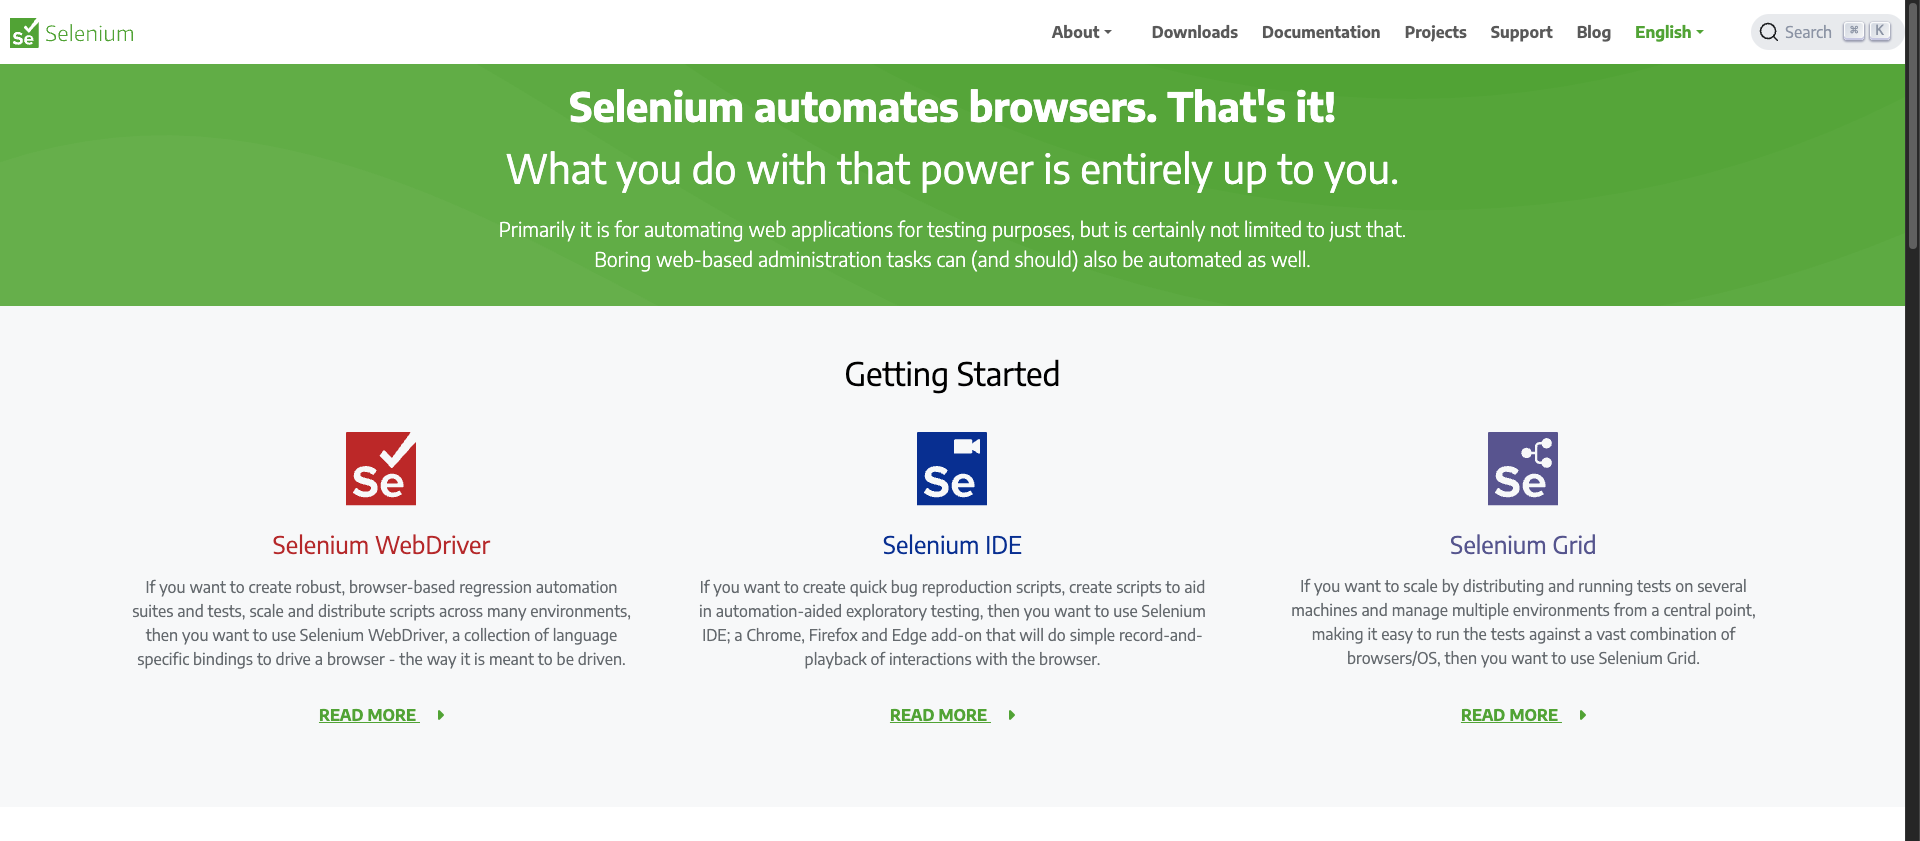 Se Selenium
About
Downloads
Documentation
Projects
Support
Blog
English
Search ⌘ K
Selenium automates browsers. That's it!
What you do with that power is entirely up to you.
Primarily it is for automating web applications for testing purposes, but is certainly not limited to just that.
Boring web-based administration tasks can (and should) also be automated as well.
Getting Started
Se
Selenium WebDriver
If you want to create robust, browser-based regression automation
suites and tests, scale and distribute scripts across many environments,
then you want to use Selenium WebDriver, a collection of language
specific bindings to drive a browser - the way it is meant to be driven.
READ MORE
Se
Selenium IDE
If you want to create quick bug reproduction scripts, create scripts to aid
in automation-aided exploratory testing, then you want to use Selenium
IDE; a Chrome, Firefox and Edge add-on that will do simple record-and-
playback of interactions with the browser.
READ MORE
Se
Selenium Grid
If you want to scale by distributing and running tests on several
machines and manage multiple environments from a central point,
making it easy to run the tests against a vast combination of
browsers/OS, then you want to use Selenium Grid.
READ MORE